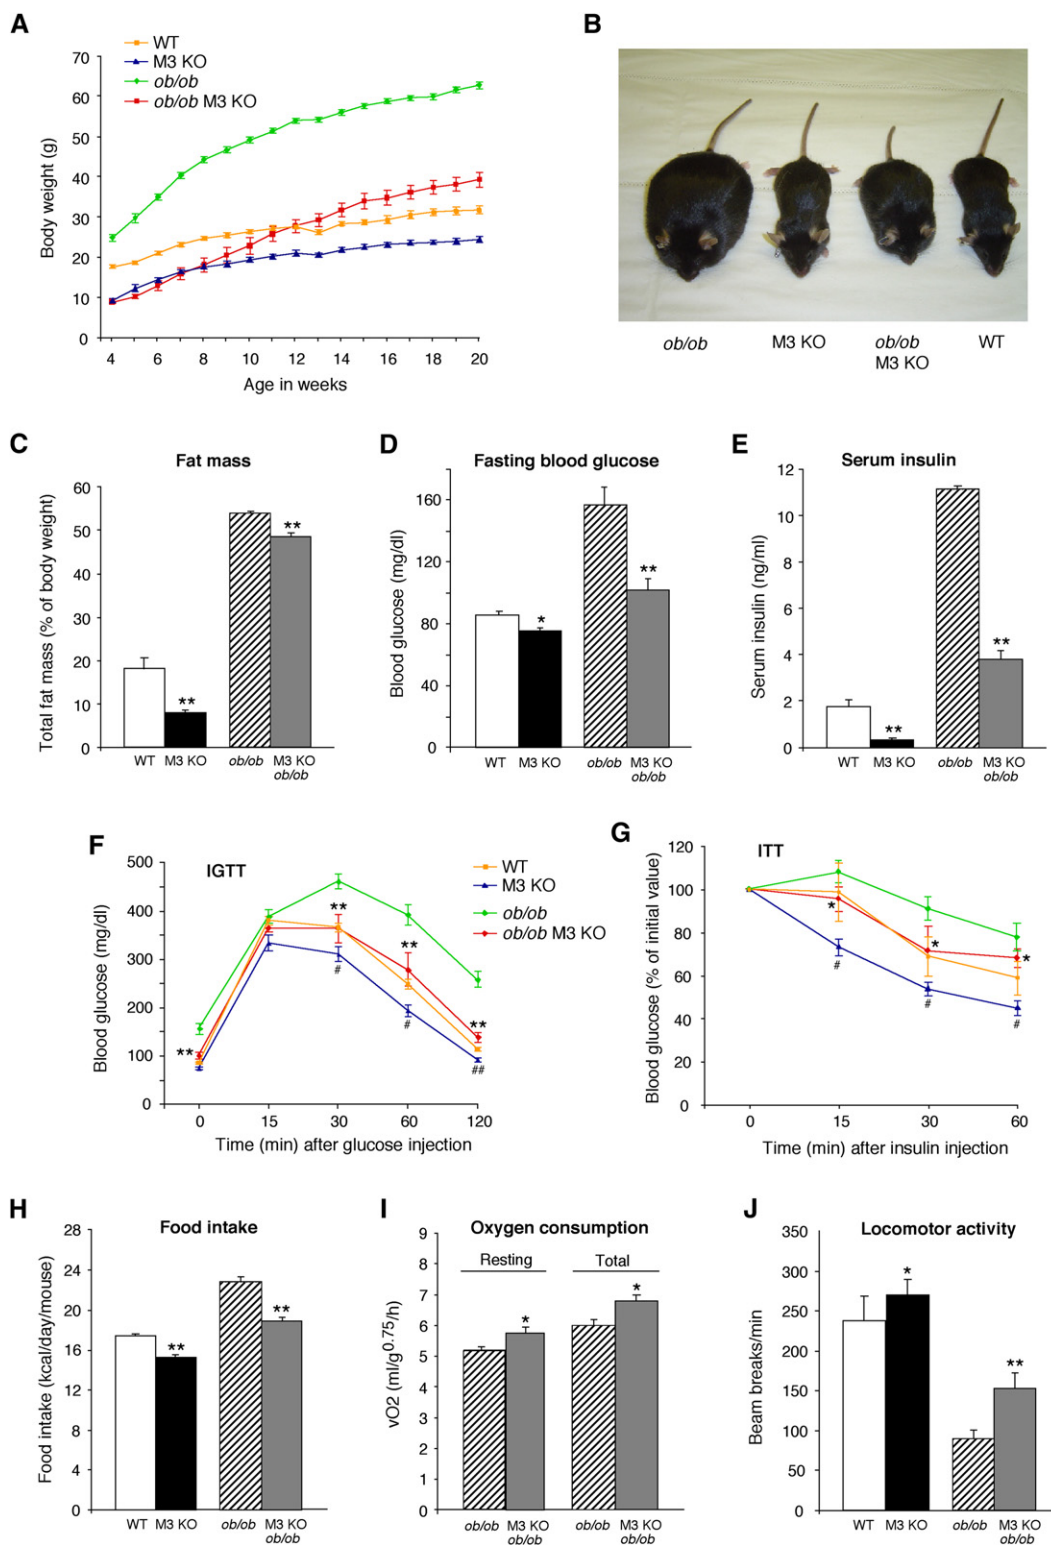 A
WT
M3 KO
ob/ob
ob/ob M3 KO
70
60
50
40
30
20
10
0
Body weight (g)
4 6 8 10 12 14 16 18 20
Age in weeks
B
ob/ob M3 KO ob/ob M3 KO WT
C
Fat mass
60
50
40
30
20
10
0
Total fat mass (% of body weight)
**
**
WT M3 KO ob/ob M3 KO ob/ob
D
Fasting blood glucose
160
120
80
40
0
Blood glucose (mg/dl)
*
**
WT M3 KO ob/ob M3 KO ob/ob
E
Serum insulin
12
10
8
6
4
2
0
Serum insulin (ng/ml)
**
**
WT M3 KO ob/ob M3 KO ob/ob
F
IGTT
500
400
300
200
100
0
Blood glucose (mg/dl)
**
**
**
**
#
#
##
0 15 30 60 120
Time (min) after glucose injection
WT
M3 KO
ob/ob
ob/ob M3 KO
G
ITT
120
100
80
60
40
20
0
Blood glucose (% of initial value)
*
*
*
#
#
#
0 15 30 60
Time (min) after insulin injection
H
Food intake
28
24
20
16
12
8
4
0
Food intake (kcal/day/mouse)
**
**
WT M3 KO ob/ob M3 KO ob/ob
I
Oxygen consumption
Resting Total
9
8
7
6
5
4
3
2
1
0
vO2 (ml/g0.75/h)
*
*
ob/ob M3 KO ob/ob ob/ob M3 KO ob/ob
J
Locomotor activity
350
300
250
200
150
100
50
0
Beam breaks/min
*
**
WT M3 KO ob/ob M3 KO ob/ob